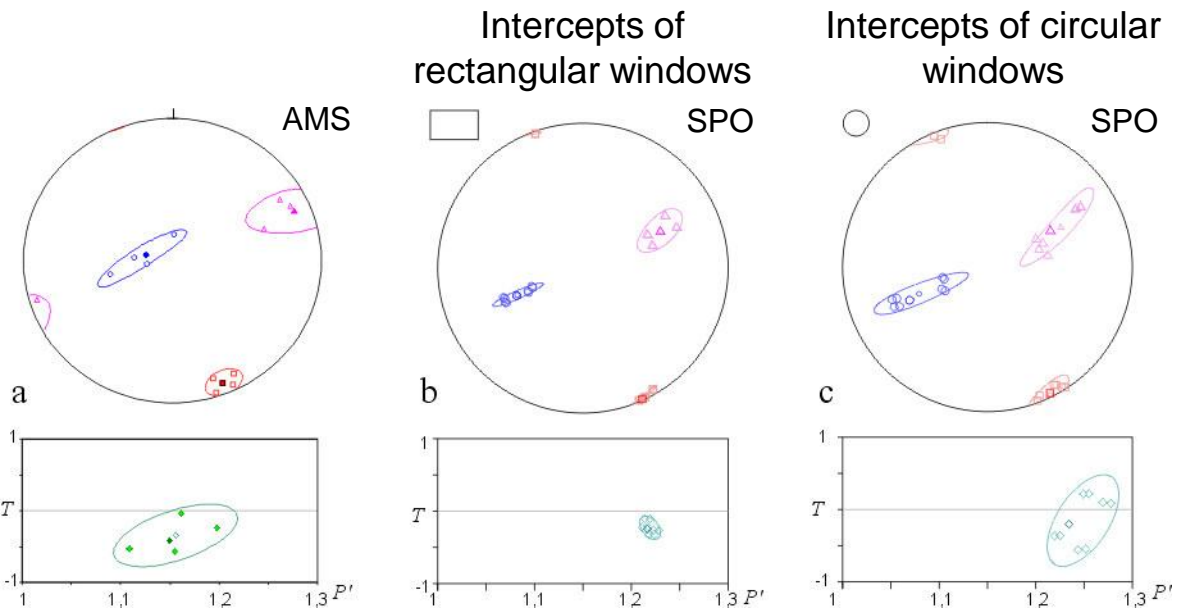 Intercepts of
rectangular windows
Intercepts of circular
windows
AMS
SPO
SPO
a
b
c
1
T
-1
1
1,1
1,2
1,3 P'
1
T
-1
1
1,1
1,2
1,3 P'
1
T
-1
1
1,1
1,2
1,3 P'